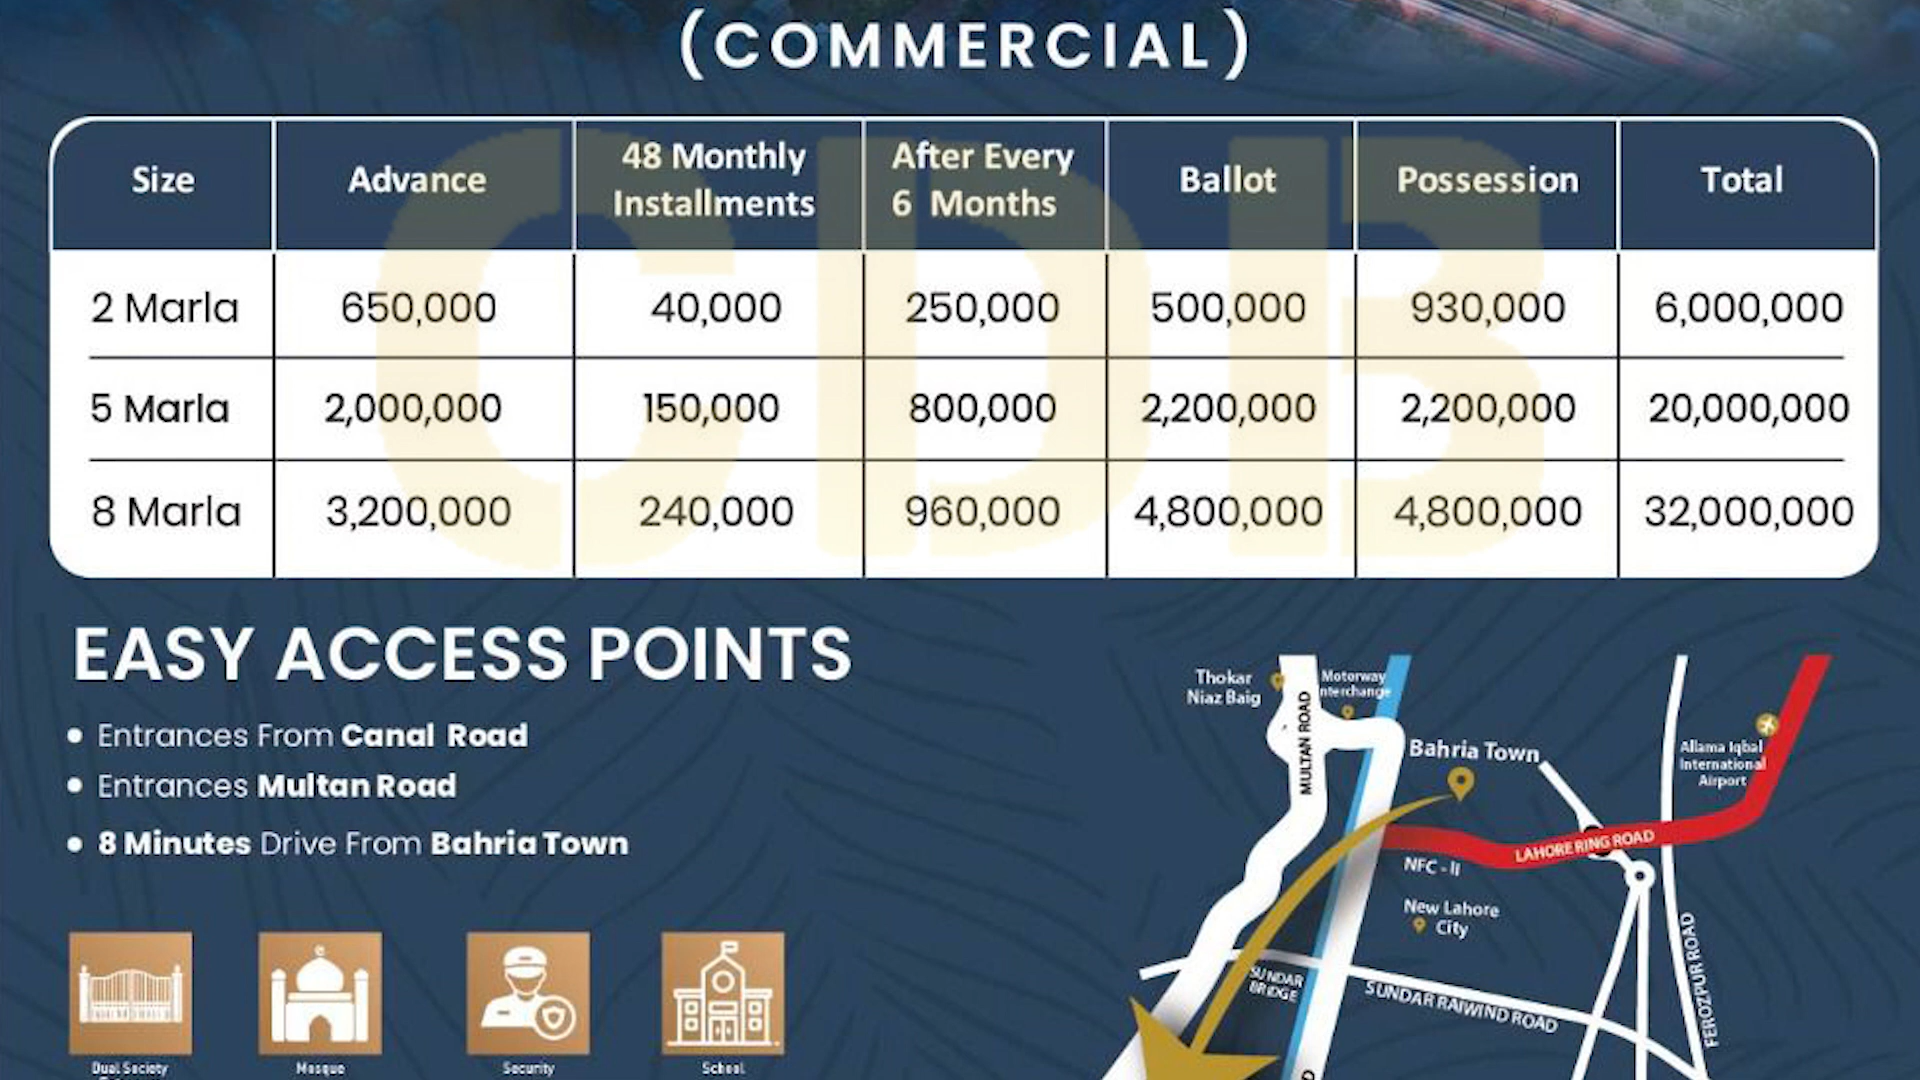 (COMMERCIAL)
Size Advance 48 Monthly Installments After Every 6 Months Ballot Possession Total
2 Marla 650,000 40,000 250,000 500,000 930,000 6,000,000
5 Marla 2,000,000 150,000 800,000 2,200,000 2,200,000 20,000,000
8 Marla 3,200,000 240,000 960,000 4,800,000 4,800,000 32,000,000
CDB
EASY ACCESS POINTS
Entrances From Canal Road
Entrances Multan Road
8 Minutes Drive From Bahria Town
Dual Society
Mosque
Security
School
Thokar
Niaz Baig
Motorway
nterchange
MULTAN ROAD
Bahria Town
Allama Iqbal
International
Airport
LAHORE RING ROAD
NFC - II
New Lahore
City
SUNDAR
BRIDGE
SUNDAR RAIWIND ROAD
FEROZPUR ROAD